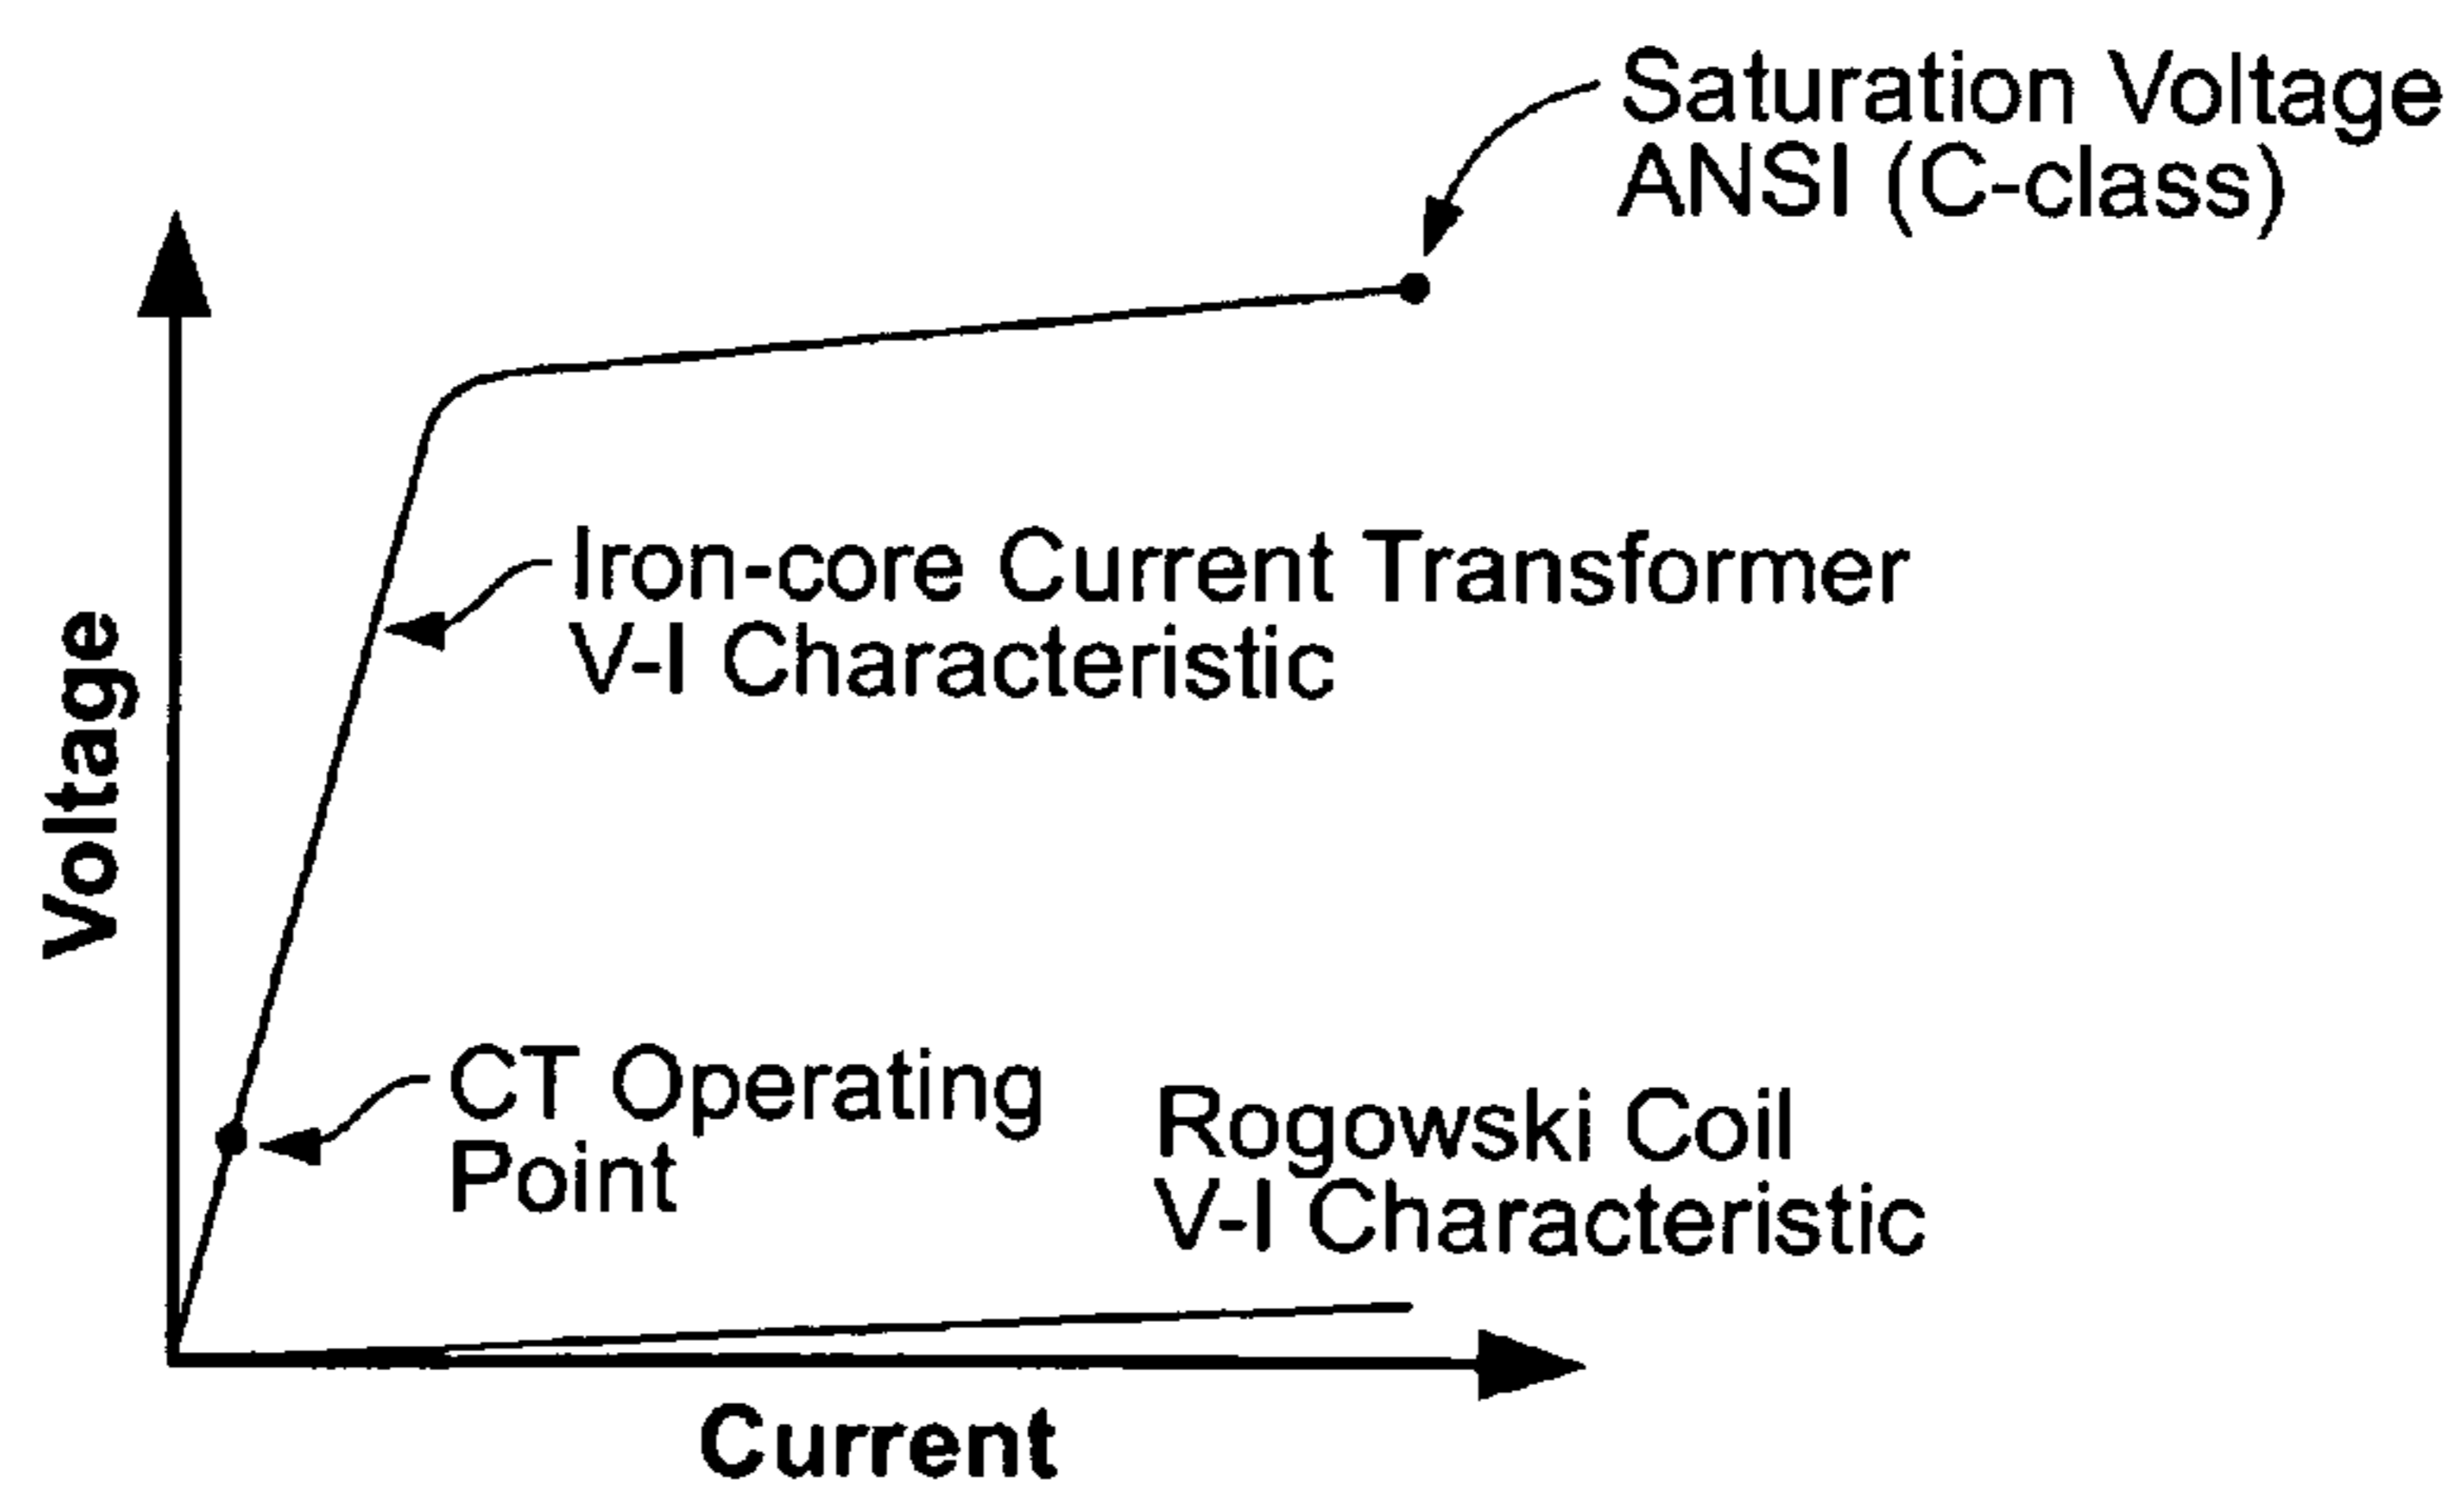 Saturation Voltage
ANSI (C-class)
Iron-core Current Transformer
V-I Characteristic
Voltage
CT Operating
Point
Rogowski Coil
V-I Characteristic
Current